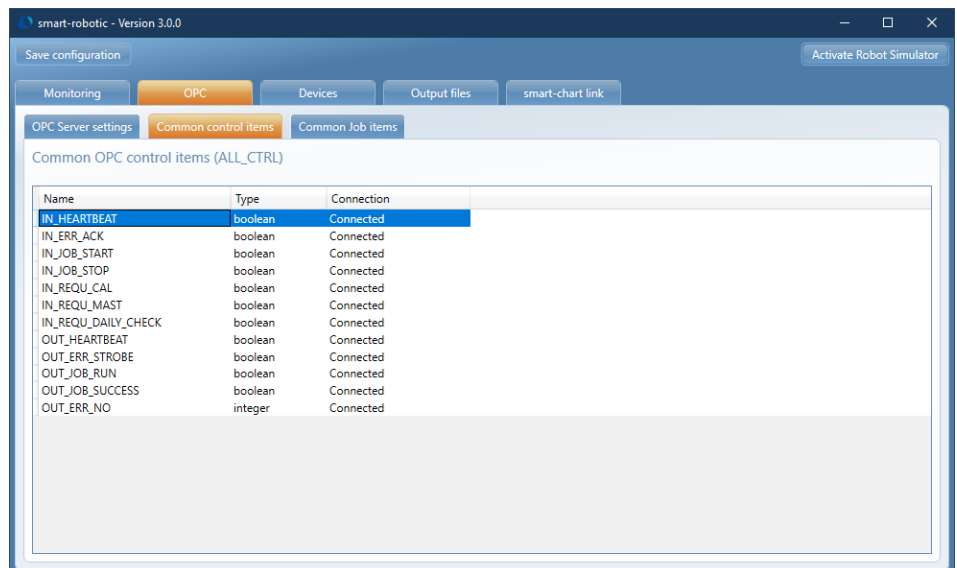 smart-robotic - Version 3.0.0
Save configuration Activate Robot Simulator
Monitoring OPC Devices Output files smart-chart link
OPC Server settings Common control items Common Job items
Common OPC control items (ALL_CTRL)
Name Type Connection
IN_HEARTBEAT boolean Connected
IN_ERR_ACK boolean Connected
IN_JOB_START boolean Connected
IN_JOB_STOP boolean Connected
IN_REQU_CAL boolean Connected
IN_REQU_MAST boolean Connected
IN_REQU_DAILY_CHECK boolean Connected
OUT_HEARTBEAT boolean Connected
OUT_ERR_STROBE boolean Connected
OUT_JOB_RUN boolean Connected
OUT_JOB_SUCCESS boolean Connected
OUT_ERR_NO integer Connected